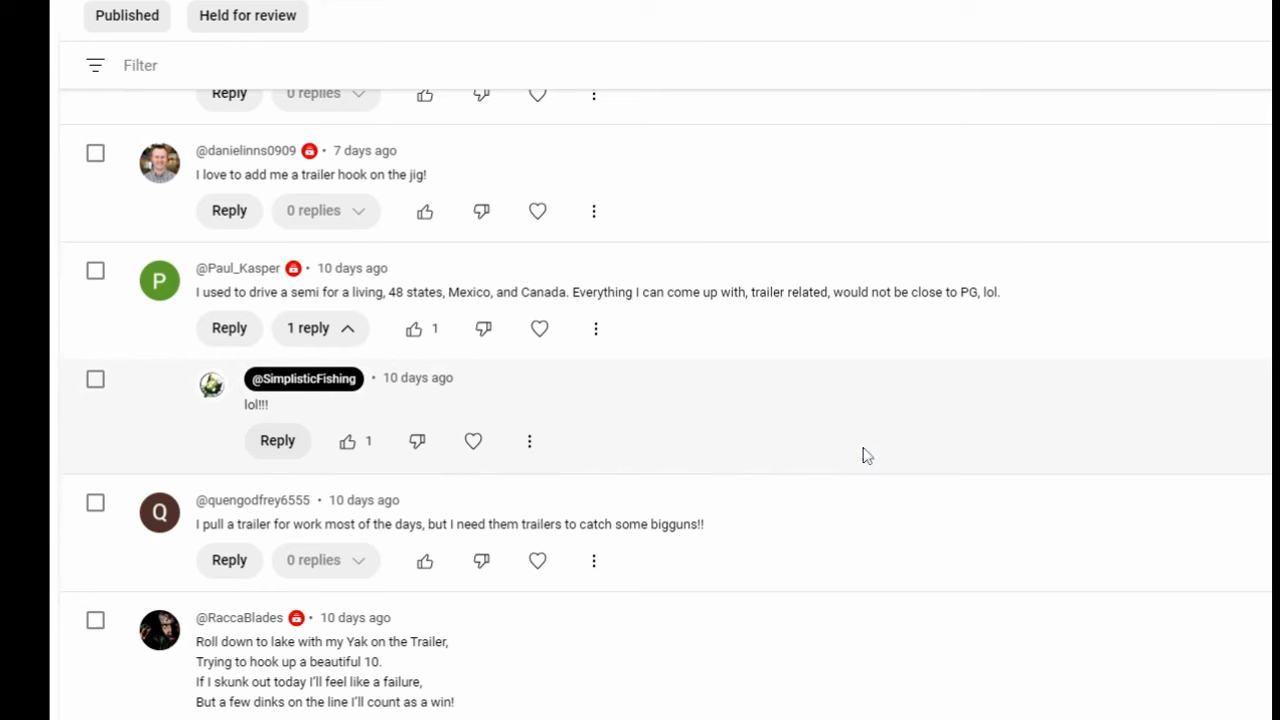 Published
Held for review
Filter
Reply
0 replies
@danielinns0909 • 7 days ago
I love to add me a trailer hook on the jig!
Reply
0 replies
P
@Paul_Kasper • 10 days ago
I used to drive a semi for a living, 48 states, Mexico, and Canada. Everything I can come up with, trailer related, would not be close to PG, lol.
Reply
1 reply
1
@SimplisticFishing • 10 days ago
lol!!!
Reply
1
Q
@quengodfrey6555 • 10 days ago
I pull a trailer for work most of the days, but I need them trailers to catch some bigguns!!
Reply
0 replies
@RaccaBlades • 10 days ago
Roll down to lake with my Yak on the Trailer,
Trying to hook up a beautiful 10.
If I skunk out today I'll feel like a failure,
But a few dinks on the line I'll count as a win!